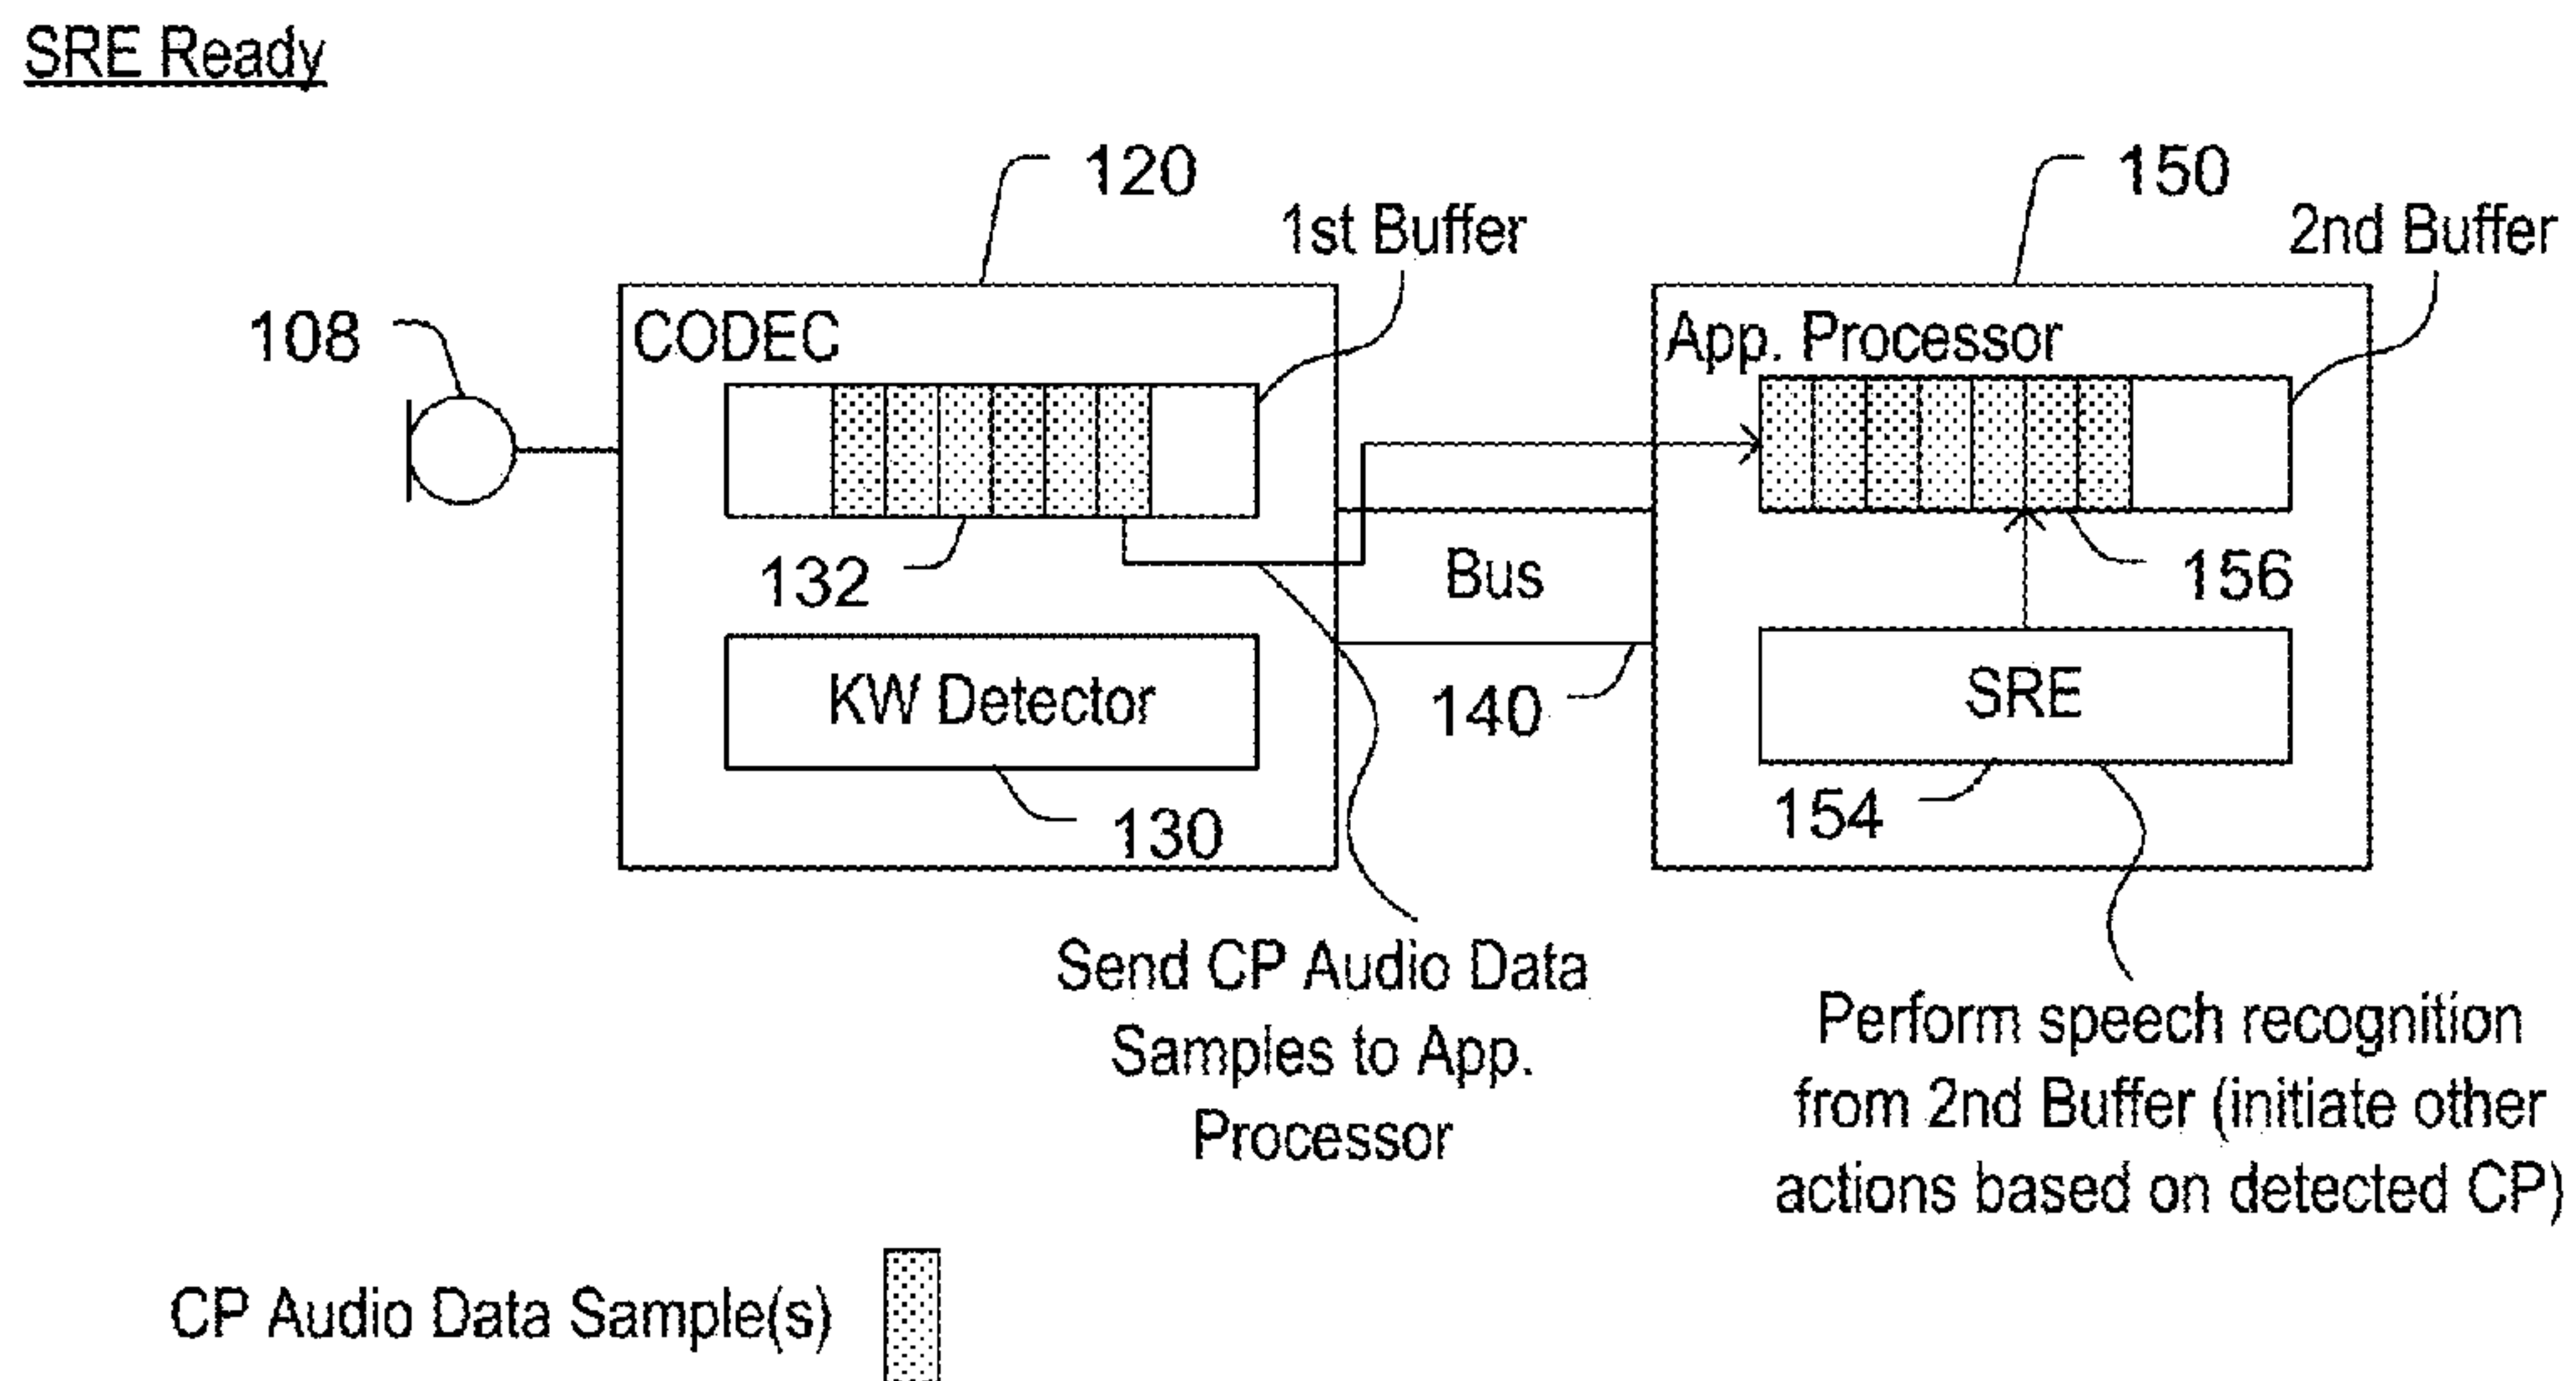 SRE Ready
120
150
1st Buffer
2nd Buffer
108
CODEC
App. Processor
132
Bus
156
KW Detector
140
SRE
130
154
Send CP Audio Data
Samples to App.
Processor
Perform speech recognition
from 2nd Buffer (initiate other
actions based on detected CP)
CP Audio Data Sample(s)